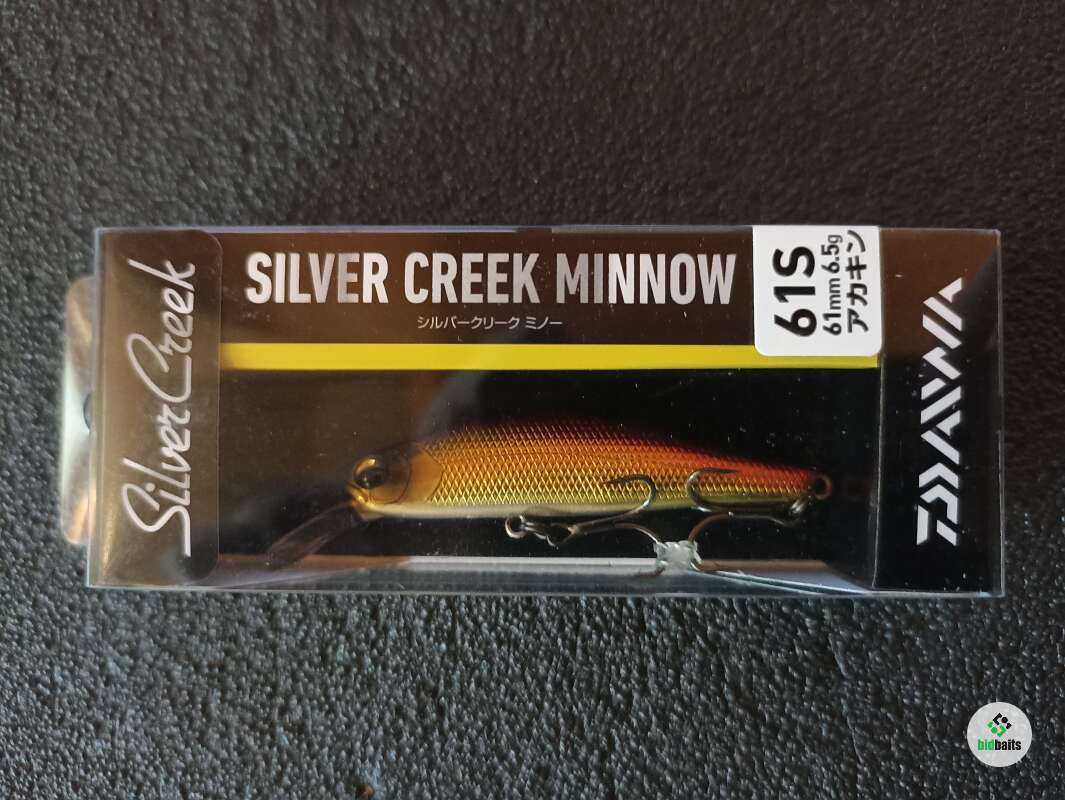 Silver Creek
SILVER CREEK MINNOW
シルバークリーク ミノー
61S
61mm 6.5g
アカキン
DAIWA
bidbaits